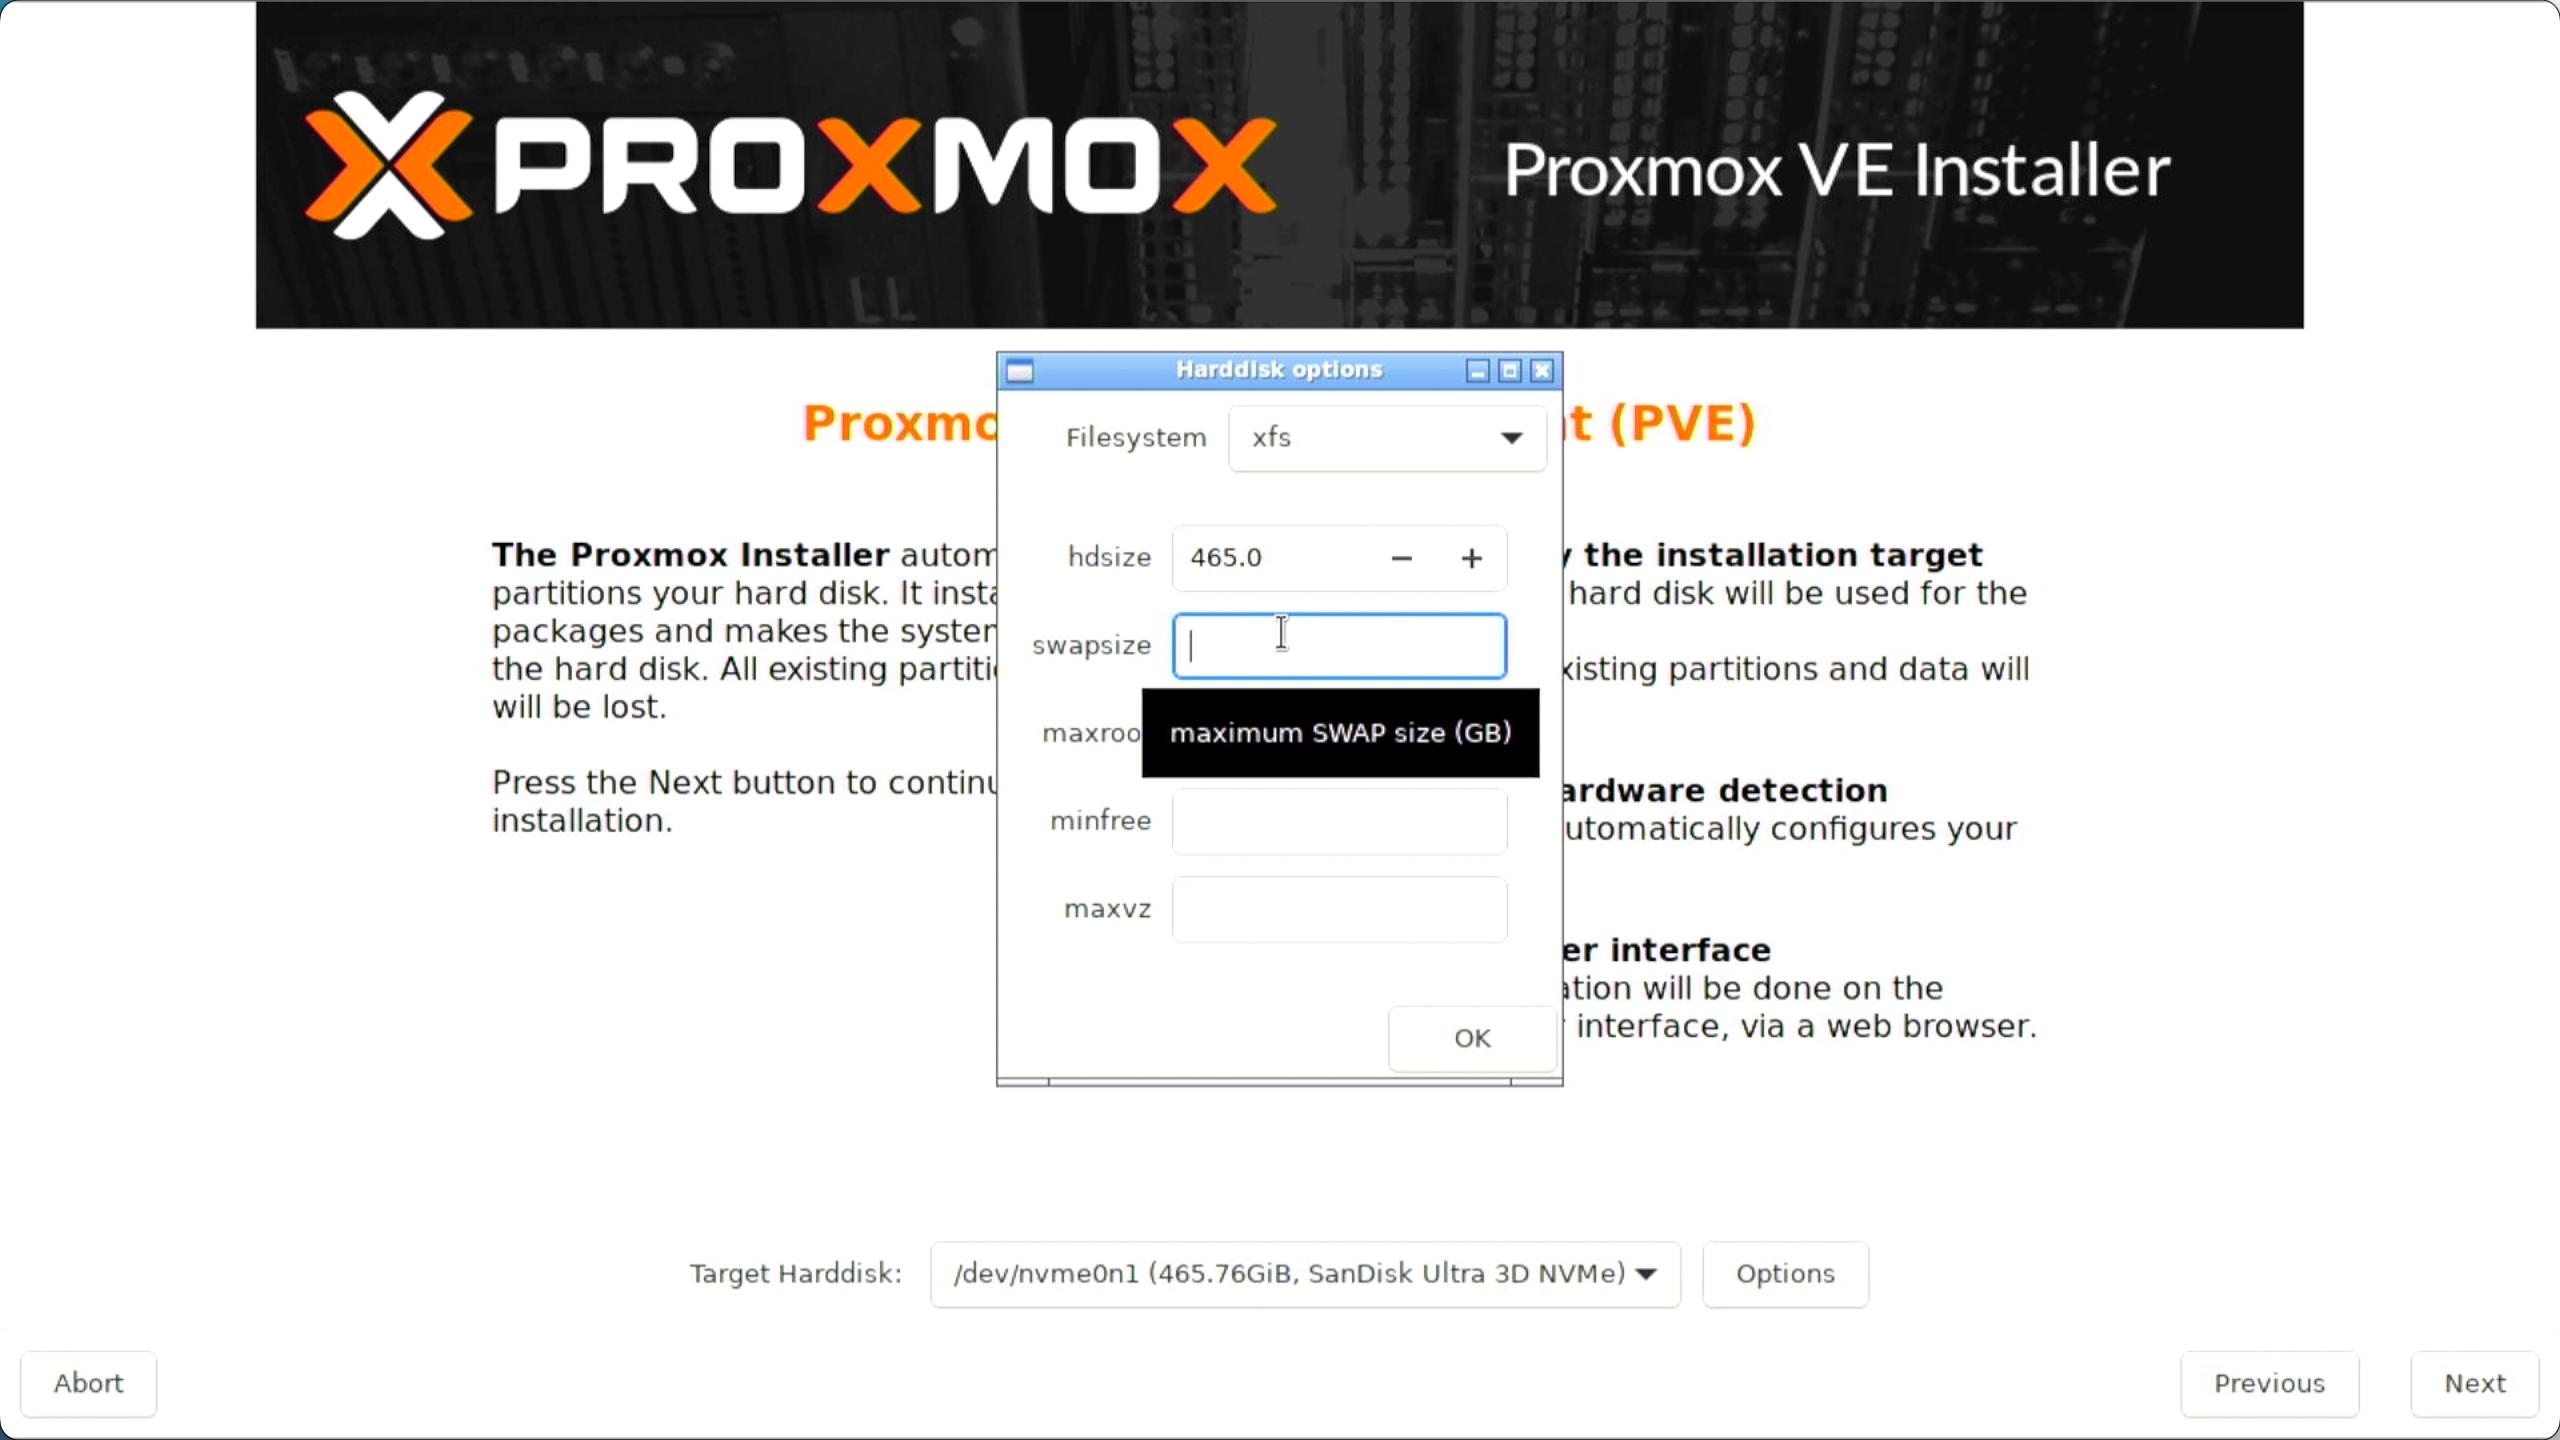 PROXMOX
Proxmox VE Installer
Harddisk options
Proxmo
t (PVE)
Filesystem
xfs
hdsize
465.0
swapsize
maxroo
maximum SWAP size (GB)
minfree
maxvz
OK
The Proxmox Installer autom
partitions your hard disk. It insta
packages and makes the system
the hard disk. All existing partiti
will be lost.
Press the Next button to continu
installation.
y the installation target
hard disk will be used for the
xisting partitions and data will
ardware detection
utomatically configures your
er interface
ation will be done on the
interface, via a web browser.
Target Harddisk:
/dev/nvme0n1 (465.76GiB, SanDisk Ultra 3D NVMe)
Options
Abort
Previous
Next